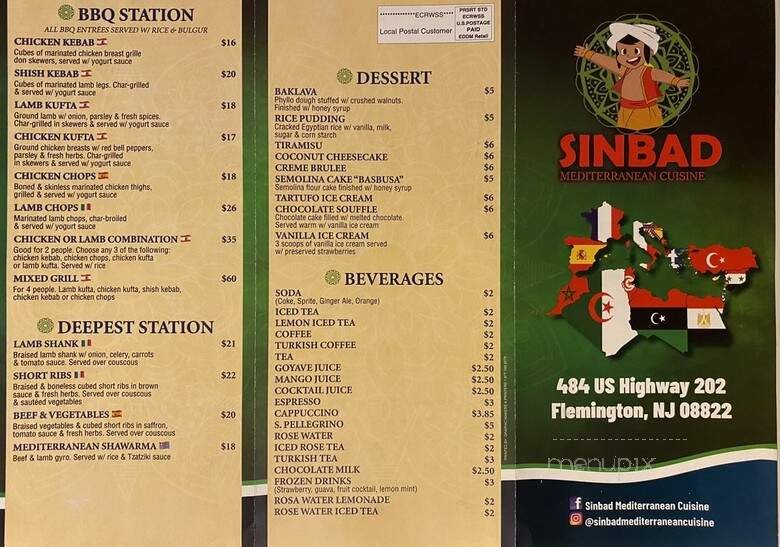 BBQ STATION
ALL BBQ ENTRÉES SERVED W/ RICE & BULGUR
CHICKEN KEBAB $16
Cubes of marinated chicken breast grille
don skewers, served w/ yogurt sauce
SHISH KEBAB $20
Cubes of marinated lamb legs. Char-grilled
& served w/ yogurt sauce
LAMB KUFTA $18
Ground lamb w/ onion, parsley & fresh spices.
Char-grilled in skewers & served w/ yogurt sauce
CHICKEN KUFTA $17
Ground chicken breasts w/ red bell peppers,
parsley & fresh herbs. Char-grilled
in skewers & served w/ yogurt sauce
CHICKEN CHOPS $18
Boned & skinless marinated chicken thighs,
grilled & served w/ yogurt sauce
LAMB CHOPS $26
Marinated lamb chops, char-broiled
& served w/ yogurt sauce
CHICKEN OR LAMB COMBINATION $35
Good for 2 people. Choose any 3 of the following:
chicken kebab, chicken chops, chicken kufta
or lamb kufta. Served w/ rice
MIXED GRILL $60
For 4 people. Lamb kufta, chicken kufta, shish kebab,
chicken kebab or chicken chops
DEEPEST STATION
LAMB SHANK $21
Braised lamb shank w/ onion, celery, carrots
& tomato sauce. Served over couscous
SHORT RIBS $22
Braised & boneless cubed short ribs in brown
sauce & fresh herbs. Served over couscous
& sautéed vegetables
BEEF & VEGETABLES $20
Braised vegetables & cubed short ribs in saffron,
tomato sauce & fresh herbs. Served over couscous
MEDITERRANEAN SHAWARMA $18
Beef & lamb gyro. Served w/ rice & Tzatziki sauce
**************ECRWSS****
Local Postal Customer
PRSRT STD
ECRWSS
U.S.POSTAGE
PAID
EDDM Retail
DESSERT
BAKLAVA $5
Phyllo dough stuffed w/ crushed walnuts.
Finished w/ honey syrup
RICE PUDDING $5
Cracked Egyptian rice w/ vanilla, milk,
sugar & corn starch
TIRAMISU $6
COCONUT CHEESECAKE $6
CREME BRULEE $6
SEMOLINA CAKE "BASBUSA" $5
Semolina flour cake finished w/ honey syrup
TARTUFO ICE CREAM $6
CHOCOLATE SOUFFLE $6
Chocolate cake filled w/ melted chocolate.
Served warm w/ vanilla ice cream
VANILLA ICE CREAM $6
3 scoops of vanilla ice cream served
w/ preserved strawberries
BEVERAGES
SODA $2
(Coke, Sprite, Ginger Ale, Orange)
ICED TEA $2
LEMON ICED TEA $2
COFFEE $2
TURKISH COFFEE $2
TEA $2
GOYAVE JUICE $2.50
MANGO JUICE $2.50
COCKTAIL JUICE $2.50
ESPRESSO $3
CAPPUCCINO $3.85
S. PELLEGRINO $5
ROSE WATER $2
ICED ROSE TEA $2
TURKISH TEA $3
CHOCOLATE MILK $2.50
FROZEN DRINKS $3
(Strawberry, guava, fruit cocktail, lemon mint)
ROSA WATER LEMONADE $2
ROSE WATER ICED TEA $2
SINBAD
MEDITERRANEAN CUISINE
484 US Highway 202
Flemington, NJ 08822
menupix
Sinbad Mediterranean Cuisine
@sinbadmediterraneancuisine